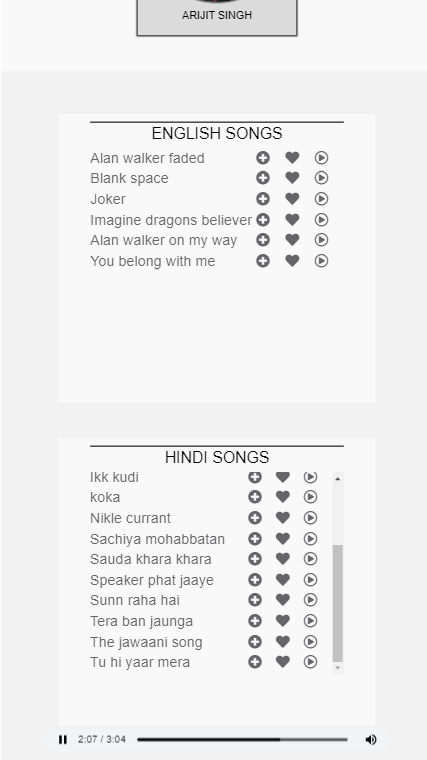 ARIJIT SINGH
ENGLISH SONGS
Alan walker faded
Blank space
Joker
Imagine dragons believer
Alan walker on my way
You belong with me
HINDI SONGS
Ikk kudi
koka
Nikle currant
Sachiya mohabbatan
Sauda khara khara
Speaker phat jaaye
Sunn raha hai
Tera ban jaunga
The jawaani song
Tu hi yaar mera
2:07 / 3:04